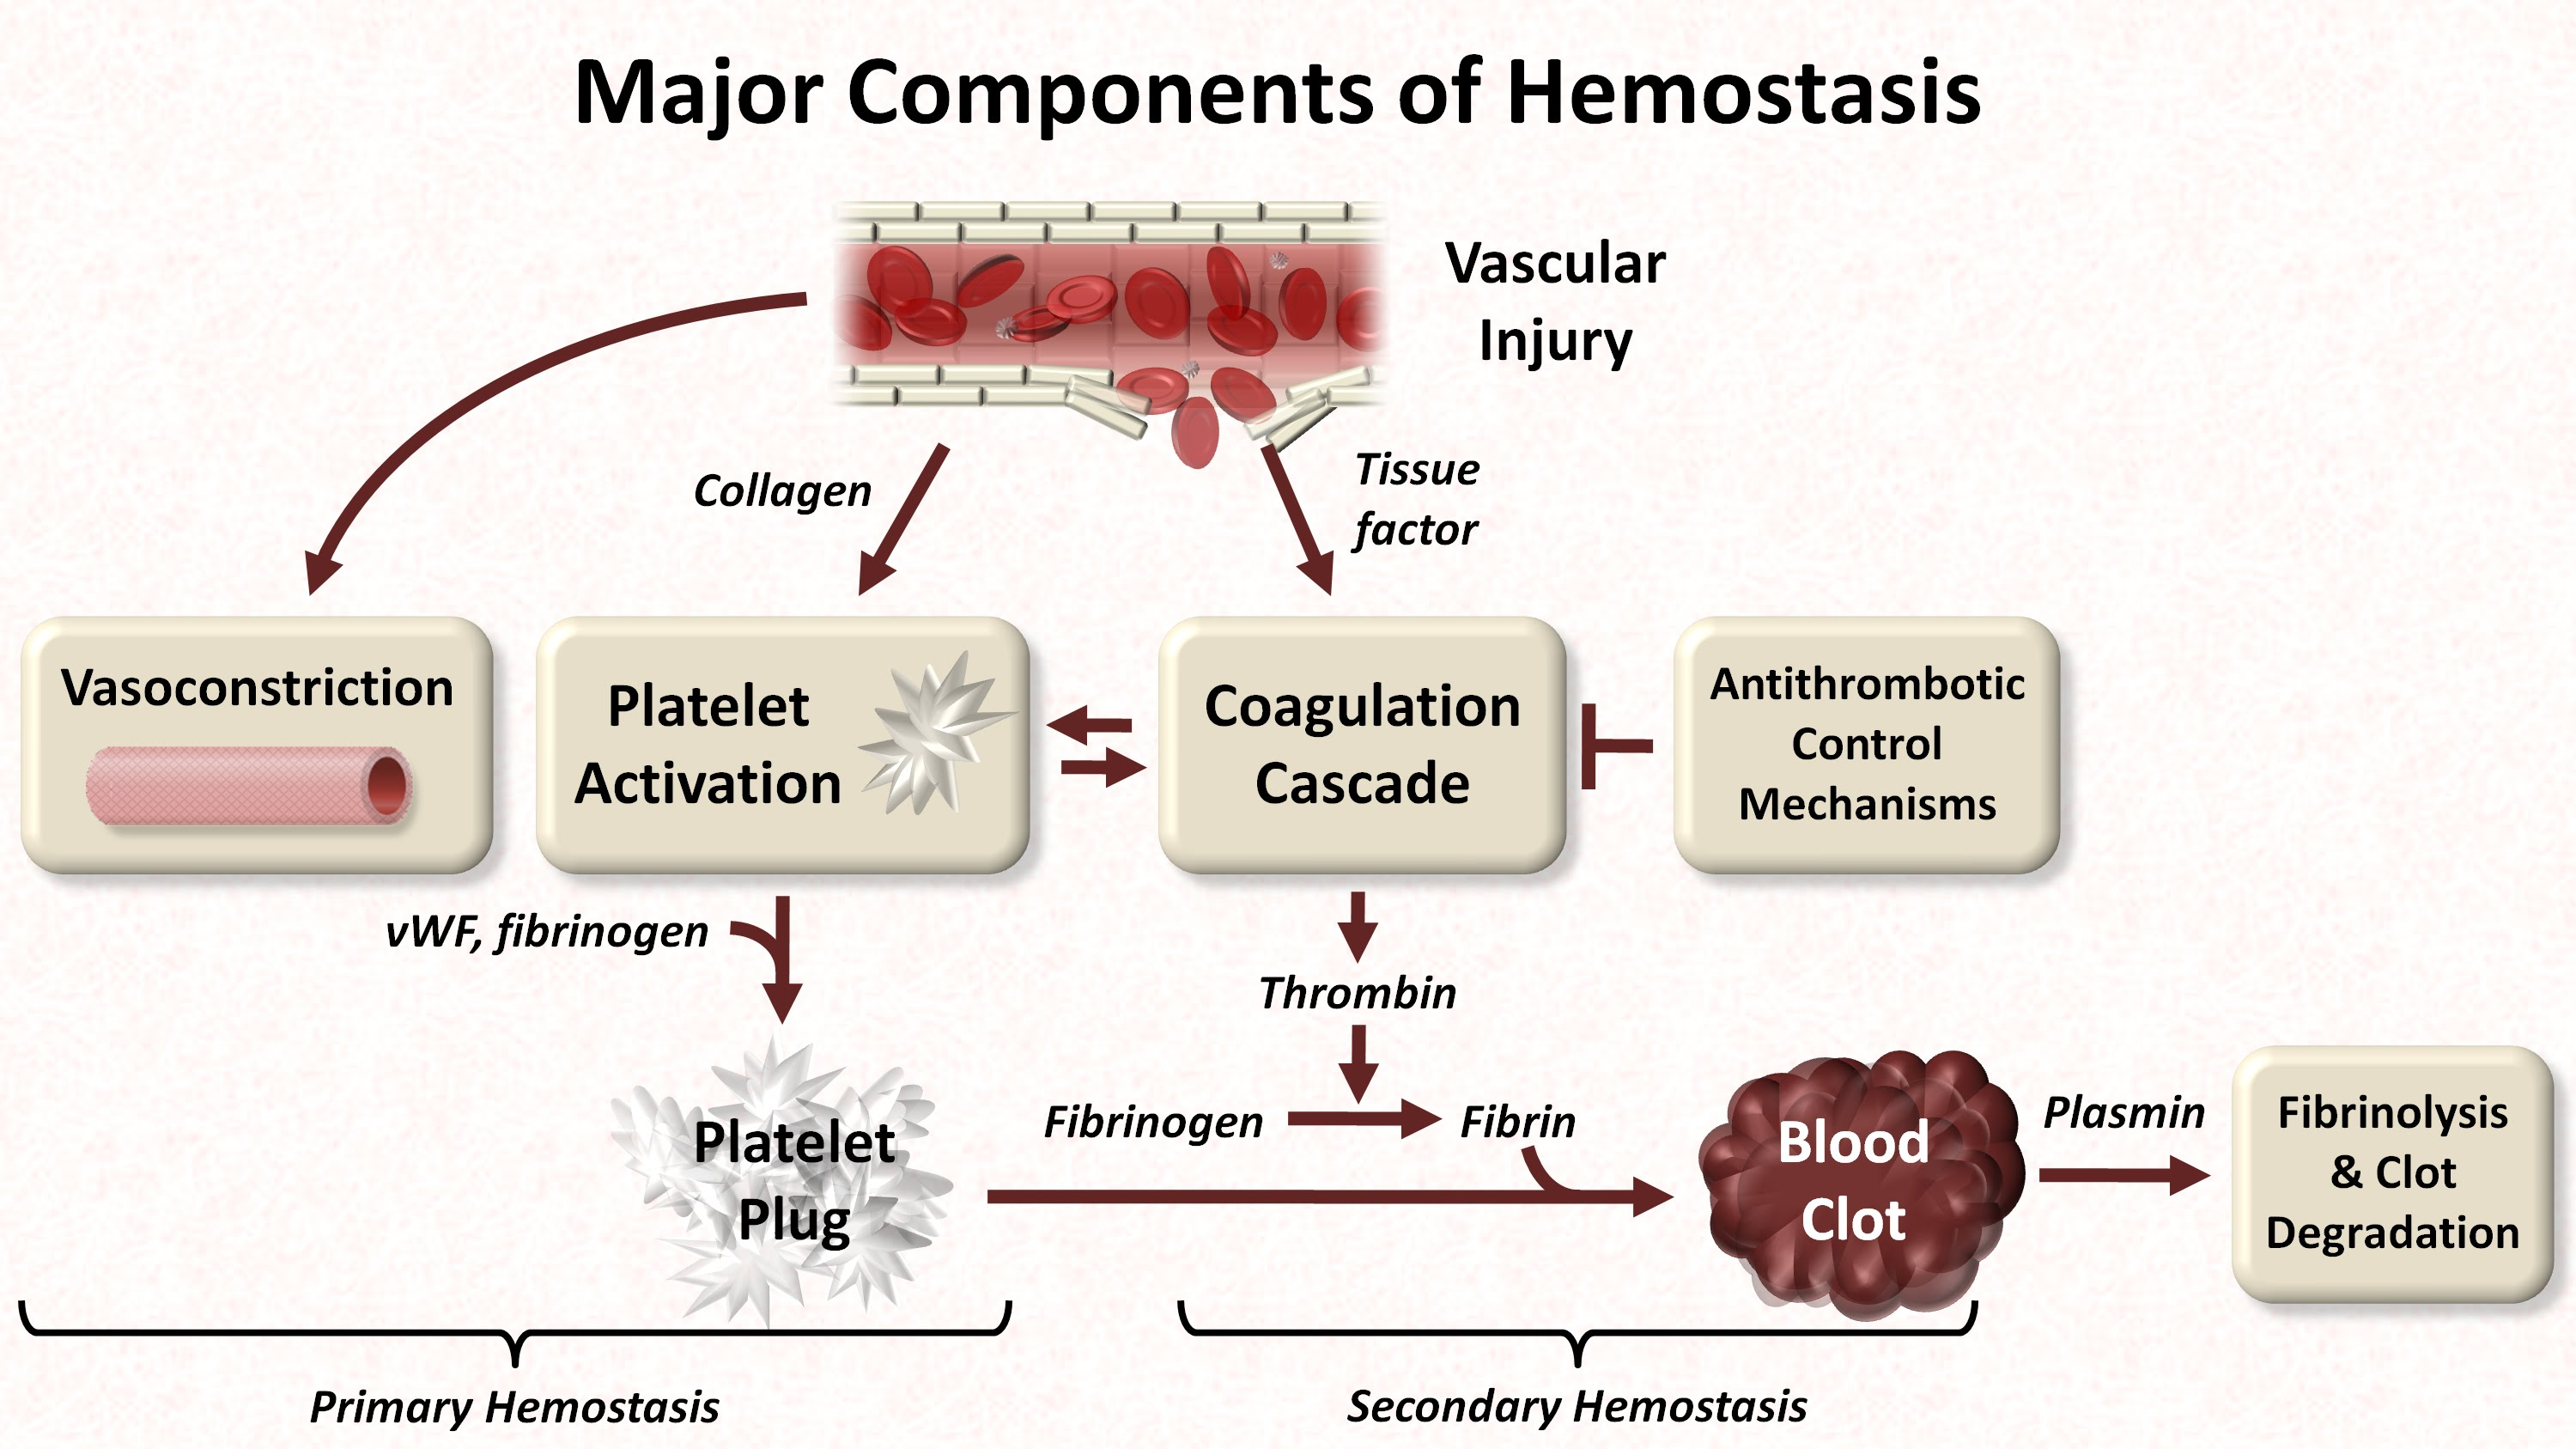 Major Components of Hemostasis
Vascular
Injury
Collagen
Tissue
factor
Vasoconstriction
Platelet
Activation
Coagulation
Cascade
Antithrombotic
Control
Mechanisms
vWF, fibrinogen
Thrombin
Platelet
Plug
Fibrinogen
Fibrin
Blood
Clot
Plasmin
Fibrinolysis
& Clot
Degradation
Primary Hemostasis
Secondary Hemostasis